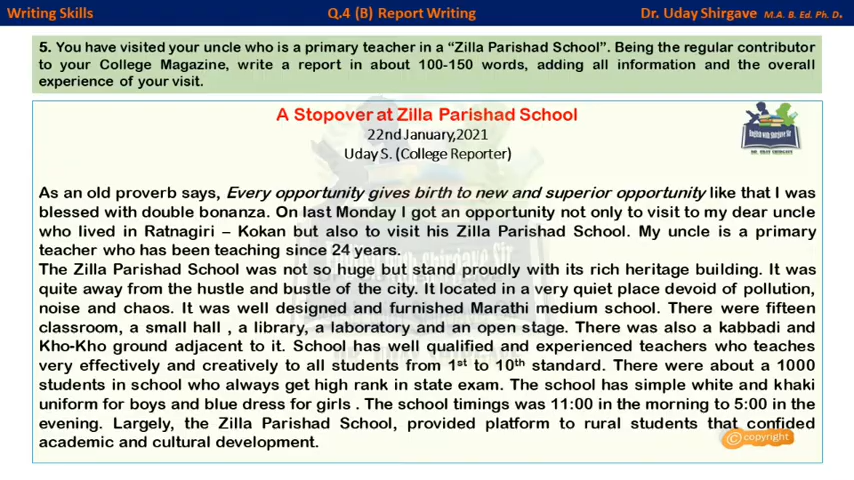 Writing Skills Q.4 (B) Report Writing Dr. Uday Shirgave M.A. B. Ed. Ph. D.
5. You have visited your uncle who is a primary teacher in a “Zilla Parishad School”. Being the regular contributor
to your College Magazine, write a report in about 100-150 words, adding all information and the overall
experience of your visit.
A Stopover at Zilla Parishad School
22nd January,2021
Uday S. (College Reporter)
As an old proverb says, Every opportunity gives birth to new and superior opportunity like that I was
blessed with double bonanza. On last Monday I got an opportunity not only to visit to my dear uncle
who lived in Ratnagiri – Kokan but also to visit his Zilla Parishad School. My uncle is a primary
teacher who has been teaching since 24 years.
The Zilla Parishad School was not so huge but stand proudly with its rich heritage building. It was
quite away from the hustle and bustle of the city. It located in a very quiet place devoid of pollution,
noise and chaos. It was well designed and furnished Marathi medium school. There were fifteen
classroom, a small hall , a library, a laboratory and an open stage. There was also a kabbadi and
Kho-Kho ground adjacent to it. School has well qualified and experienced teachers who teaches
very effectively and creatively to all students from 1st to 10th standard. There were about a 1000
students in school who always get high rank in state exam. The school has simple white and khaki
uniform for boys and blue dress for girls . The school timings was 11:00 in the morning to 5:00 in the
evening. Largely, the Zilla Parishad School, provided platform to rural students that confided
academic and cultural development.
© copyright
English with Shirgave Sir
DR. UDAY SHIRGAVE